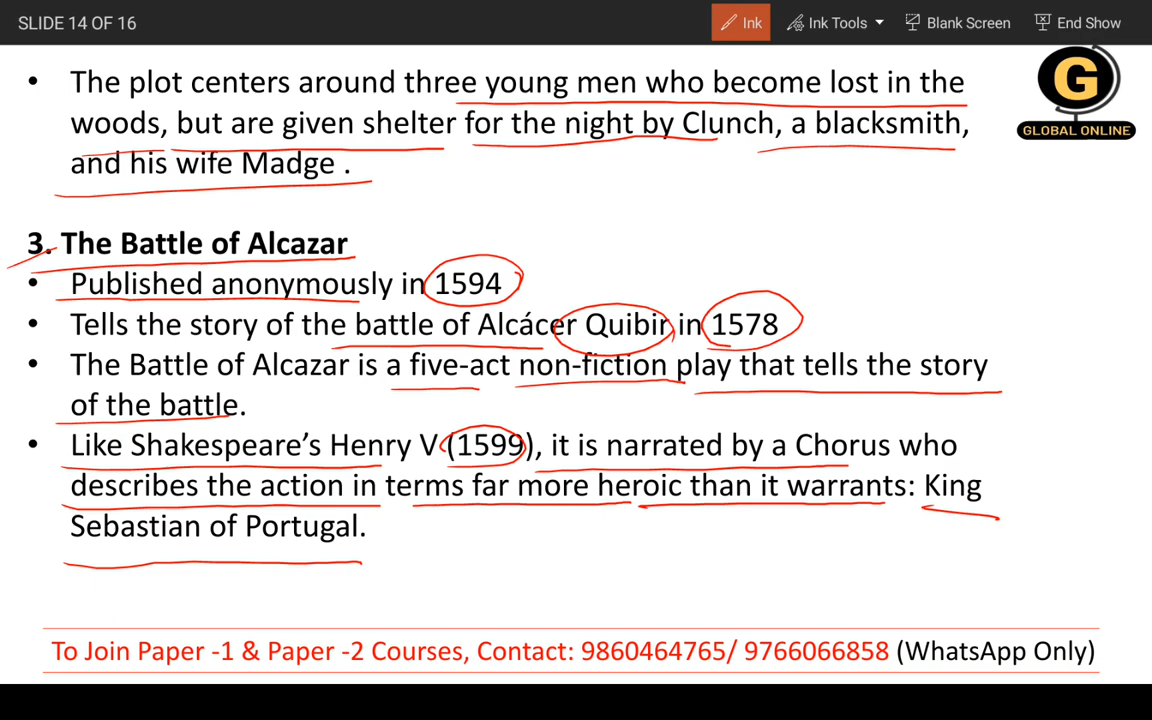 SLIDE 14 OF 16
Ink
Ink Tools
Blank Screen
End Show
• The plot centers around three young men who become lost in the
woods, but are given shelter for the night by Clunch, a blacksmith,
and his wife Madge .
G
GLOBAL ONLINE
3. The Battle of Alcazar
• Published anonymously in 1594
• Tells the story of the battle of Alcácer Quibir in 1578
• The Battle of Alcazar is a five-act non-fiction play that tells the story
of the battle.
• Like Shakespeare’s Henry V (1599), it is narrated by a Chorus who
describes the action in terms far more heroic than it warrants: King
Sebastian of Portugal.
To Join Paper -1 & Paper -2 Courses, Contact: 9860464765/ 9766066858 (WhatsApp Only)